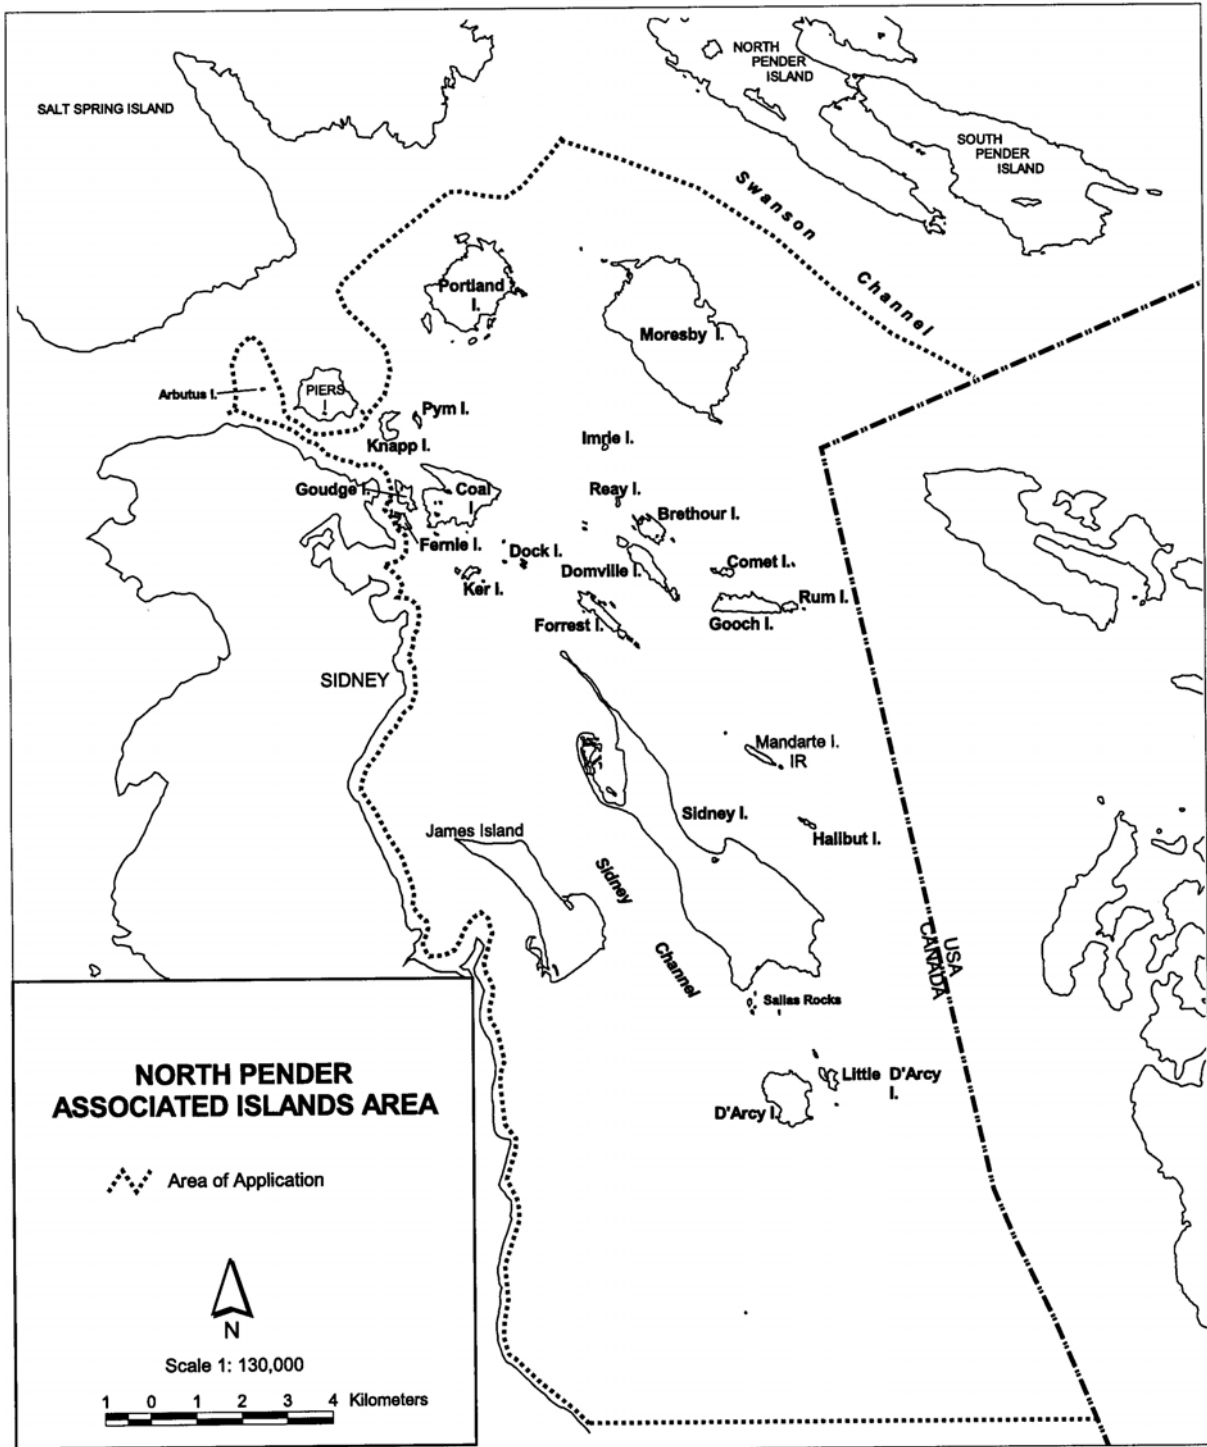 NORTH
PENDER
ISLAND
SALT SPRING ISLAND
SOUTH
PENDER
ISLAND
Swanson
Channel
Portland
I.
Moresby I.
Arbutus I.
PIERS
I
Pym I.
Knapp I.
Imrie I.
Goudge I.
Coal
I
Reay I.
Brethour I.
Fernie I.
Dock I.
Domville I.
Comet I.
Ker I.
Rum I.
Forrest I.
Gooch I.
SIDNEY
Mandarte I.
IR
Sidney I.
Halibut I.
James Island
Sidney
Channel
USA
CANADA
Sallas Rocks
Little D'Arcy
I.
D'Arcy I.
NORTH PENDER
ASSOCIATED ISLANDS AREA
Area of Application
N
Scale 1: 130,000
1 0 1 2 3 4 Kilometers